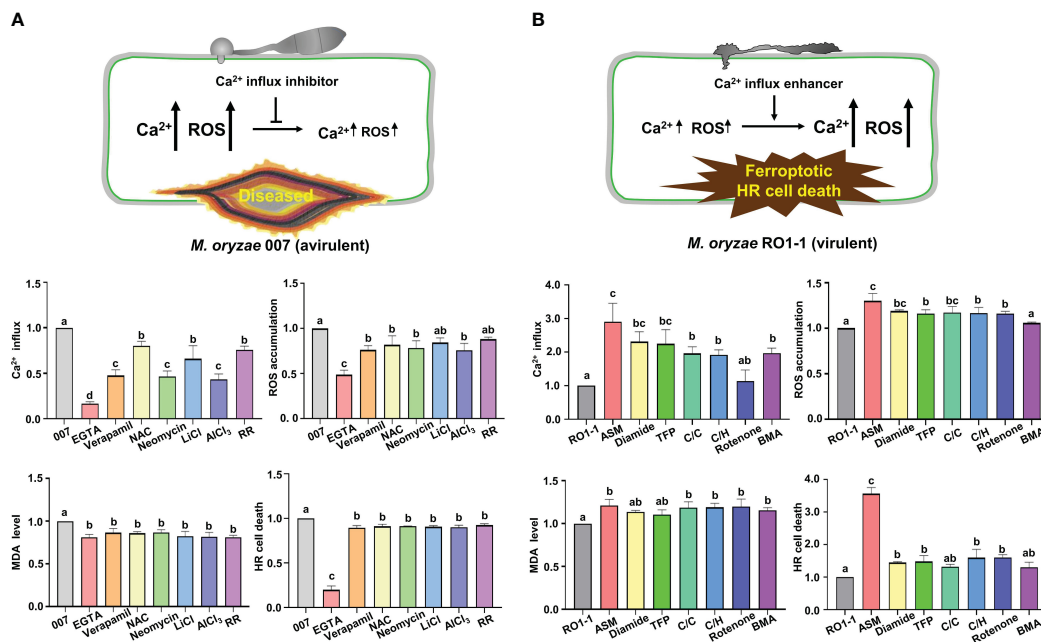 A
Ca²⁺ influx inhibitor
Ca²⁺ ROS
Ca²⁺ ROS
Diseased
M. oryzae 007 (avirulent)
Ca²⁺ influx
1.5
1.0
0.5
0.0
a
d
c
b
c
b
c
b
007
EGTA
Verapamil
NAC
Neomycin
LiCl
AlCl₃
RR
ROS accumulation
1.5
1.0
0.5
0.0
a
c
b
b
b
ab
b
ab
007
EGTA
Verapamil
NAC
Neomycin
LiCl
AlCl₃
RR
MDA level
1.5
1.0
0.5
0.0
a
b
b
b
b
b
b
b
007
EGTA
Verapamil
NAC
Neomycin
LiCl
AlCl₃
RR
HR cell death
1.5
1.0
0.5
0.0
a
c
b
b
b
b
b
b
007
EGTA
Verapamil
NAC
Neomycin
LiCl
AlCl₃
RR
B
Ca²⁺ influx enhancer
Ca²⁺ ROS
Ca²⁺ ROS
Ferroptotic
HR cell death
M. oryzae RO1-1 (virulent)
Ca²⁺ influx
4.0
3.0
2.0
1.0
0.0
a
c
bc
bc
b
b
ab
b
RO1-1
ASM
Diamide
TFP
C/C
C/H
Rotenone
BMA
ROS accumulation
1.5
1.0
0.5
0.0
a
c
bc
b
bc
b
b
a
RO1-1
ASM
Diamide
TFP
C/C
C/H
Rotenone
BMA
MDA level
1.5
1.0
0.5
0.0
a
b
ab
ab
b
b
b
b
RO1-1
ASM
Diamide
TFP
C/C
C/H
Rotenone
BMA
HR cell death
4.0
3.0
2.0
1.0
0.0
a
c
b
b
ab
b
b
ab
RO1-1
ASM
Diamide
TFP
C/C
C/H
Rotenone
BMA